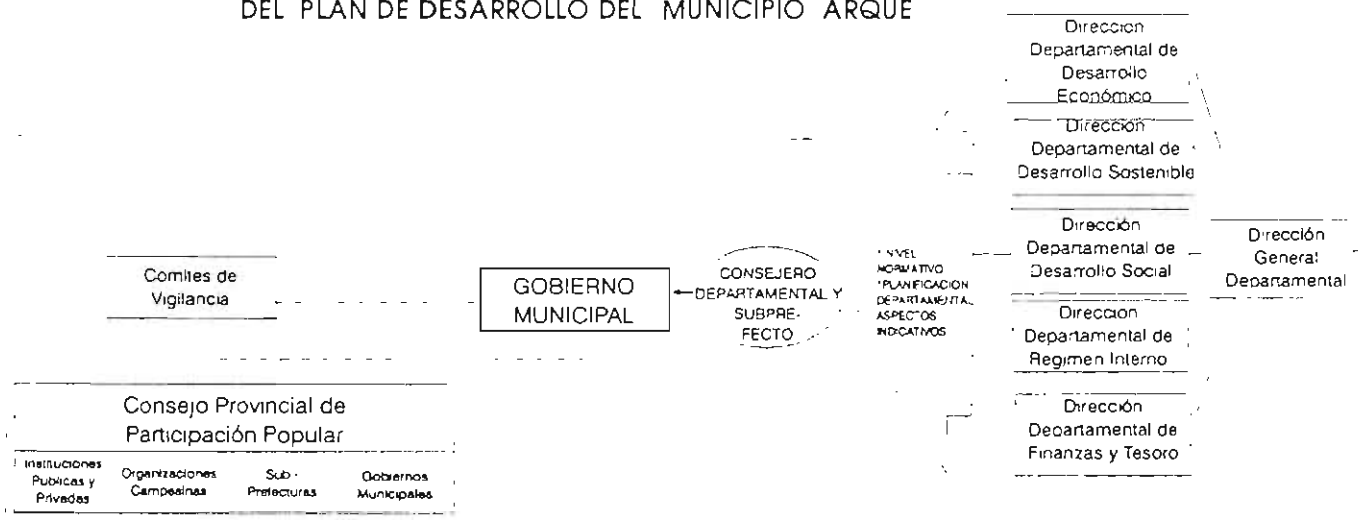 DEL PLAN DE DESARROLLO DEL MUNICIPIO ARQUE
Dirección
Departamental de
Desarrollo
Económico
Dirección
Departamental de
Desarrollo Sostenible
Dirección
Departamental de
Desarrollo Social
Dirección
General
Departamental
Dirección
Departamental de
Regimen Interno
Dirección
Departamental de
Finanzas y Tesoro
* NIVEL
NORMATIVO
*PLANIFICACION
DEPARTAMENTAL
ASPECTOS
INDICATIVOS
CONSEJERO
DEPARTAMENTAL Y
SUBPRE-
FECTO
GOBIERNO
MUNICIPAL
Comites de
Vigilancia
Consejo Provincial de
Participación Popular
Instituciones
Publicas y
Privadas
Organizaciones
Campesinas
Sub -
Prefecturas
Gobiernos
Municipales